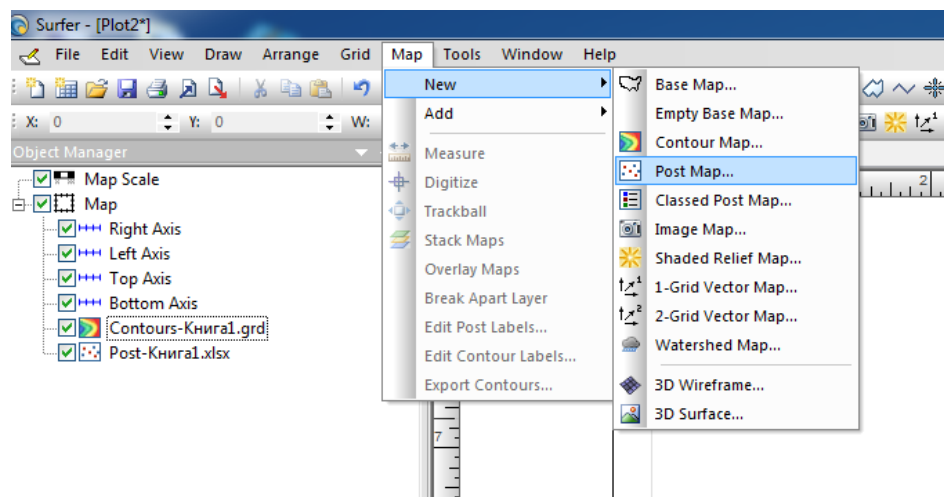 Surfer - [Plot2*]
File Edit View Draw Arrange Grid Map Tools Window Help
X: 0 Y: 0 W:
Object Manager
Map Scale
Map
Right Axis
Left Axis
Top Axis
Bottom Axis
Contours-Книга1.grd
Post-Книга1.xlsx
New
Add
Measure
Digitize
Trackball
Stack Maps
Overlay Maps
Break Apart Layer
Edit Post Labels...
Edit Contour Labels...
Export Contours...
Base Map...
Empty Base Map...
Contour Map...
Post Map...
Classed Post Map...
Image Map...
Shaded Relief Map...
1-Grid Vector Map...
2-Grid Vector Map...
Watershed Map...
3D Wireframe...
3D Surface...
2
7